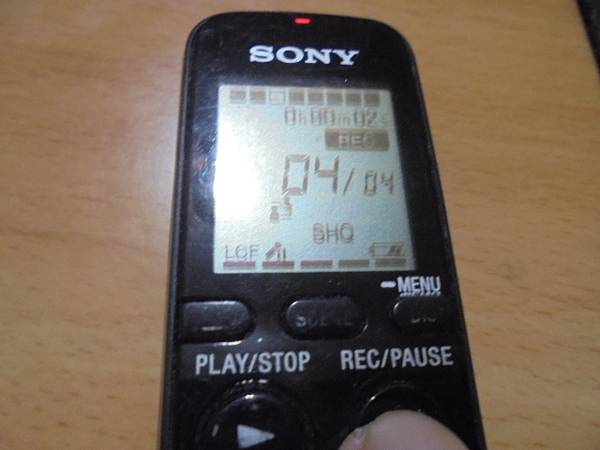 SONY
0h00m02s
REC
04/04
SHQ
LCF
MENU
PLAY/STOP REC/PAUSE